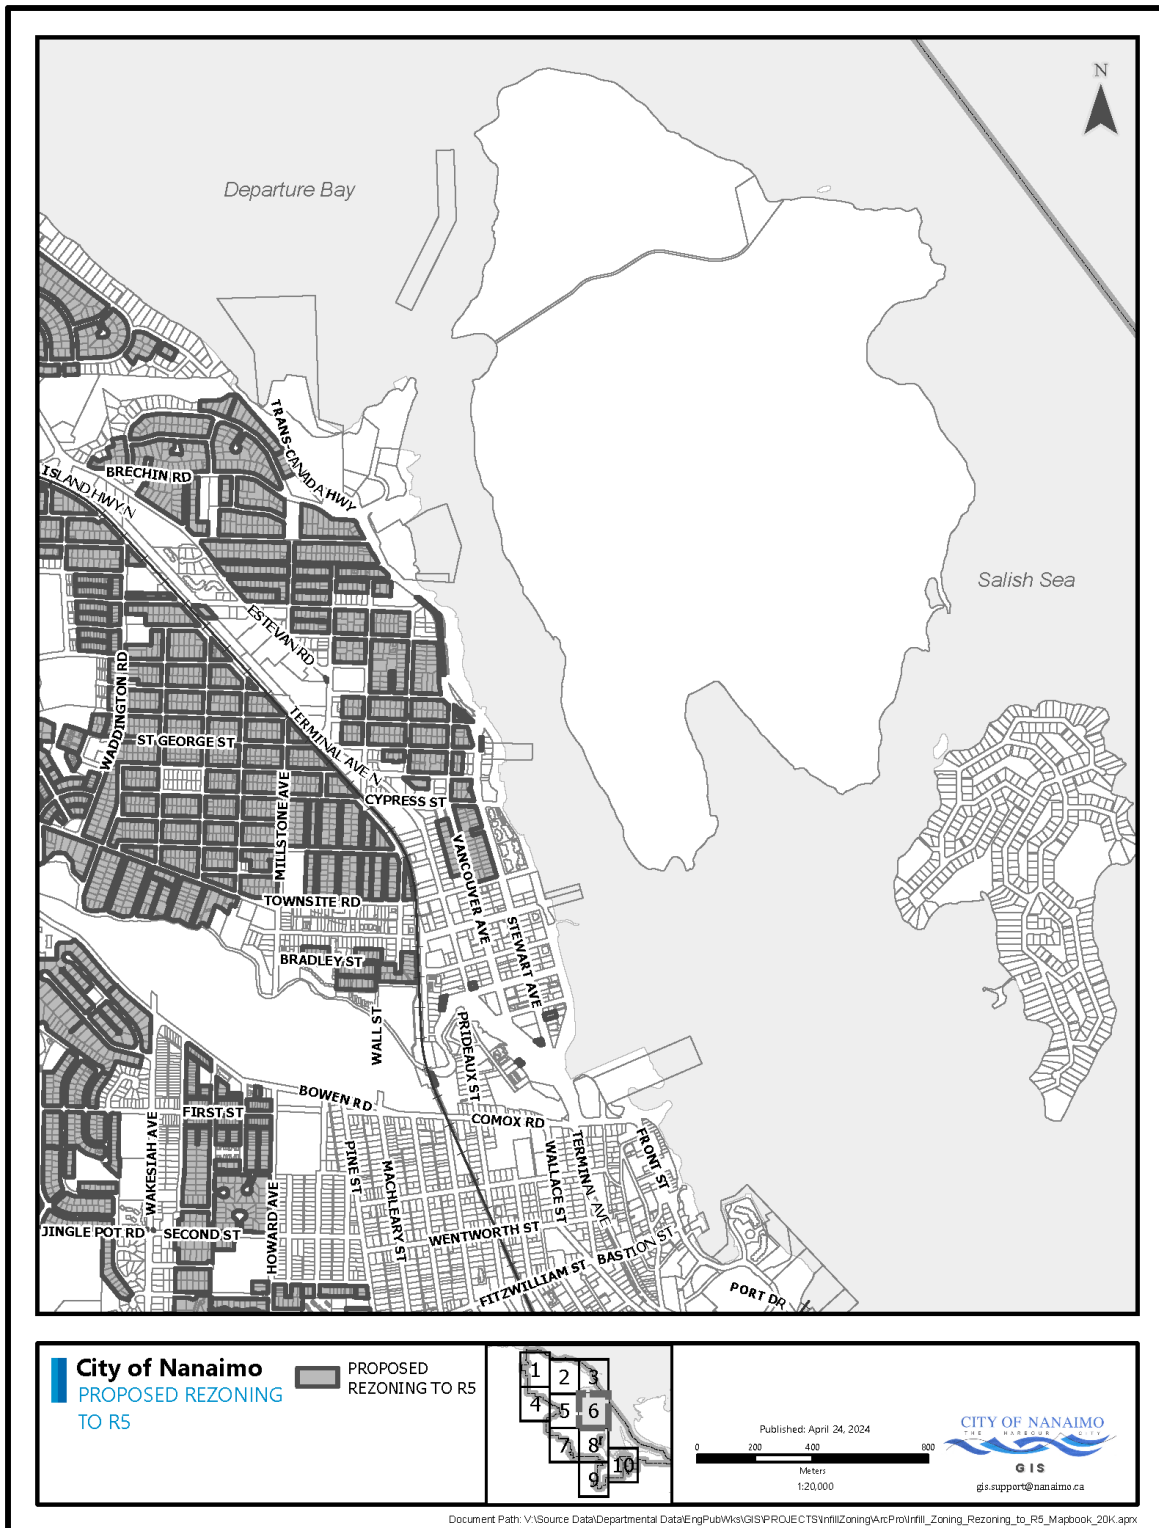 N
Departure Bay
TRANS-CANADA HWY
BRECHIN RD
ISLAND HWY N
Salish Sea
ESTEVAN RD
WADDINGTON RD
TERMINAL AVE N
ST GEORGE ST
MILLSTONE AVE
CYPRESS ST
VANCOUVER AVE
TOWNSITE RD
STEWART AVE
BRADLEY ST
WALL ST
PRIDEAUX ST
BOWEN RD
FIRST ST
COMOX RD
WAKESIAH AVE
PINE ST
MACHLEARY ST
WALLACE ST
TERMINAL AVE
FRONT ST
HOWARD AVE
JINGLE POT RD
SECOND ST
WENTWORTH ST
BASTION ST
FITZWILLIAM ST
PORT DR
City of Nanaimo
PROPOSED REZONING
TO R5
PROPOSED
REZONING TO R5
1
2
3
4
5
6
7
8
9
10
Published: April 24, 2024
0 200 400 800
Meters
1:20,000
CITY OF NANAIMO
THE HARBOUR CITY
GIS
gis.support@nanaimo.ca
Document Path: V:\Source Data\Departmental Data\EngPubWks\GIS\PROJECTS\InfillZoning\ArcPro\Infill_Zoning_Rezoning_to_R5_Mapbook_20K.aprx